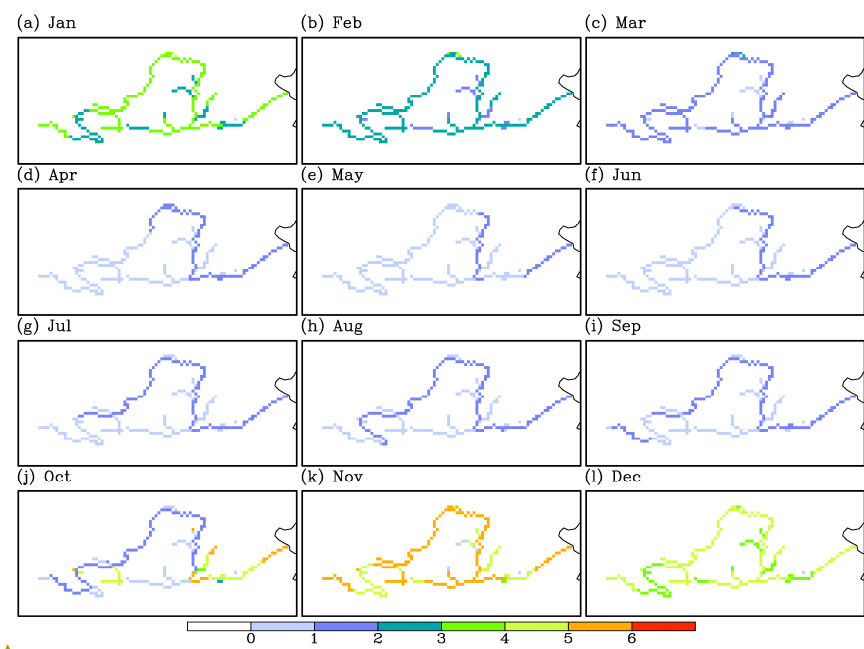 (a) Jan (b) Feb (c) Mar
(d) Apr (e) May (f) Jun
(g) Jul (h) Aug (i) Sep
(j) Oct (k) Nov (l) Dec
0 1 2 3 4 5 6